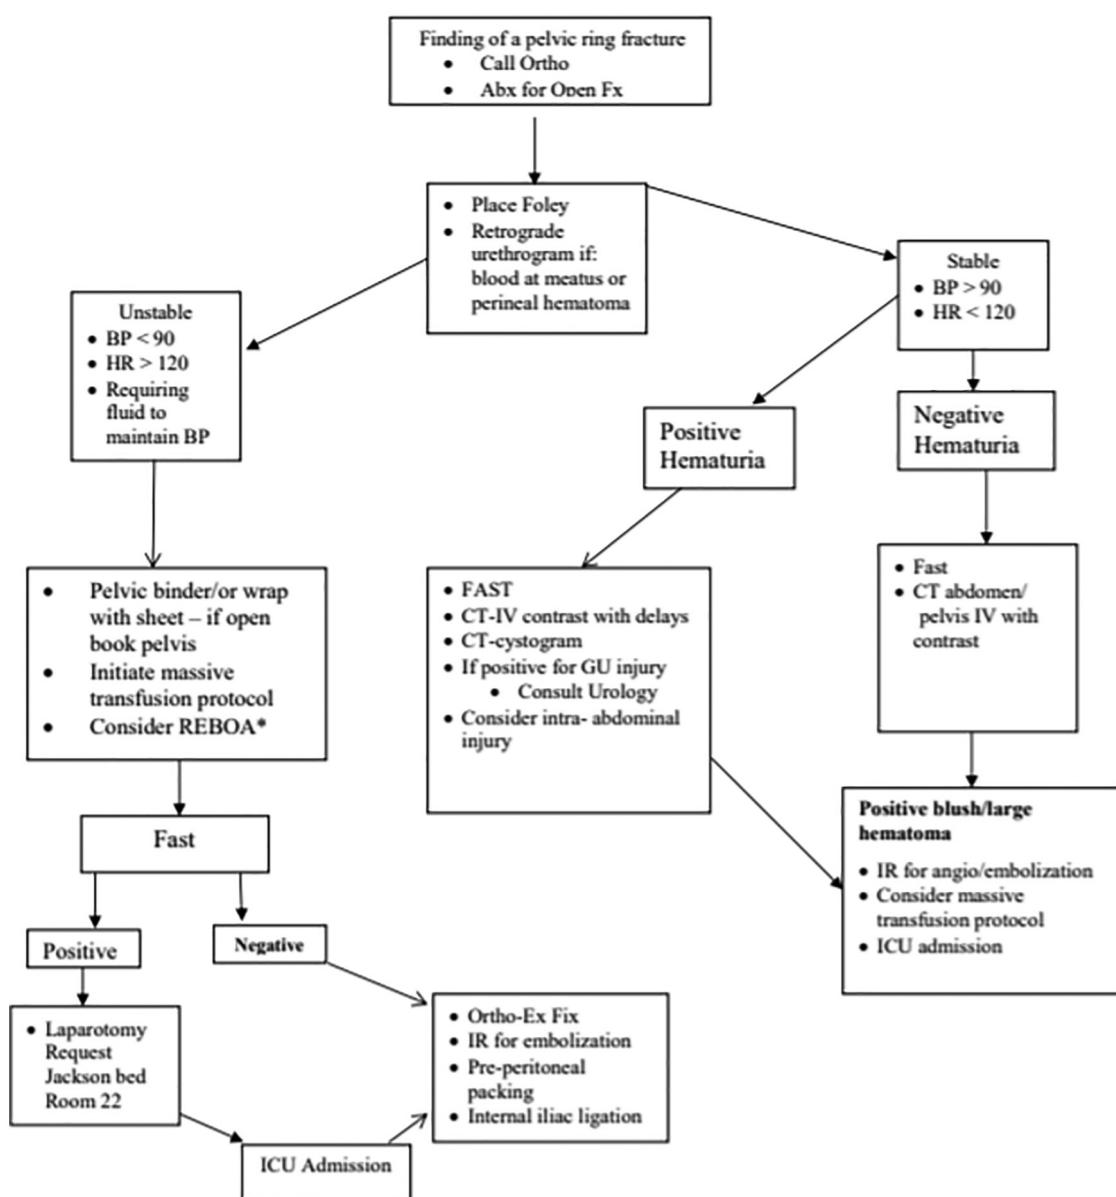 Finding of a pelvic ring fracture
• Call Ortho
• Abx for Open Fx
• Place Foley
• Retrograde
urethrogram if:
blood at meatus or
perineal hematoma
Stable
• BP > 90
• HR < 120
Unstable
• BP < 90
• HR > 120
• Requiring
fluid to
maintain BP
Positive
Hematuria
Negative
Hematuria
• Pelvic binder/or wrap
with sheet – if open
book pelvis
• Initiate massive
transfusion protocol
• Consider REBOA*
• FAST
• CT-IV contrast with delays
• CT-cystogram
• If positive for GU injury
• Consult Urology
• Consider intra- abdominal
injury
• Fast
• CT abdomen/
pelvis IV with
contrast
Positive blush/large
hematoma
• IR for angio/embolization
• Consider massive
transfusion protocol
• ICU admission
Fast
Positive
Negative
• Laparotomy
Request
Jackson bed
Room 22
• Ortho-Ex Fix
• IR for embolization
• Pre-peritoneal
packing
• Internal iliac ligation
ICU Admission